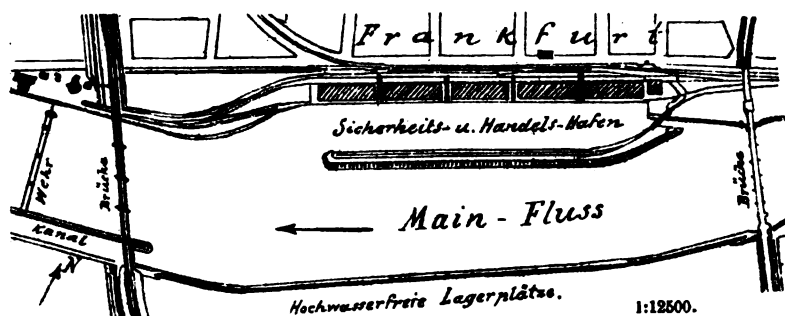 Frankfurt
Sicherheits- u. Handels-Hafen
Wehr
Brücke
Brücke
Main - Fluss
Kanal
N
Hochwasserfreie Lagerplätze.
1:12500.